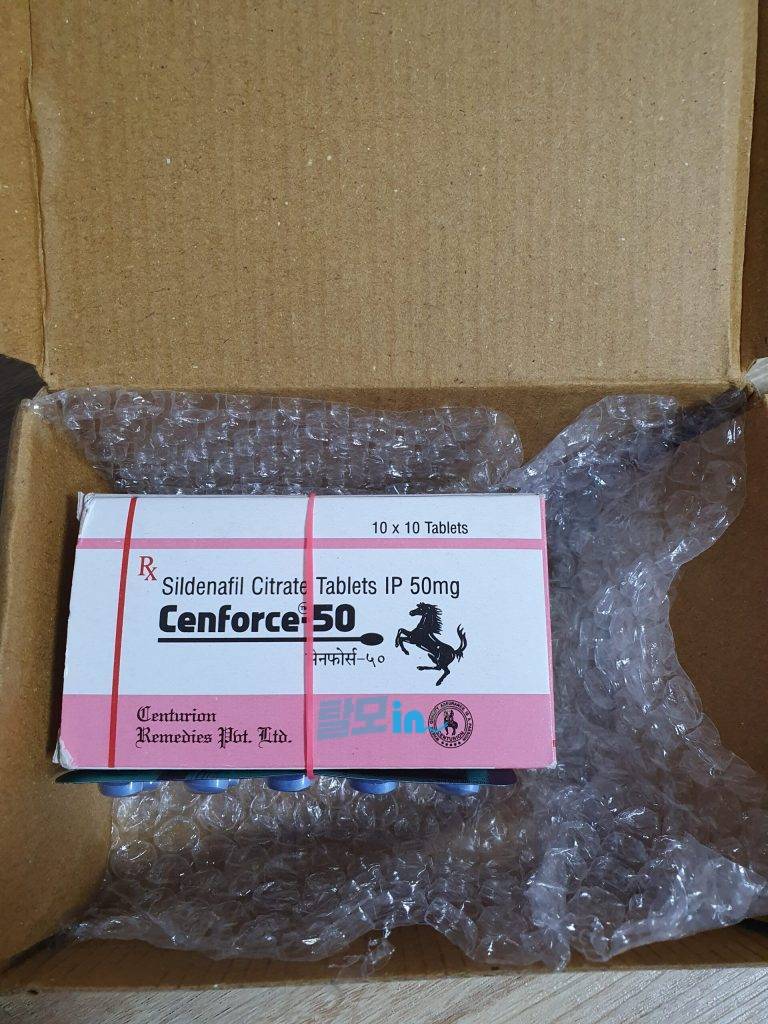 10 x 10 Tablets
Rx
Sildenafil Citrate Tablets IP 50mg
Cenforce-50
सेनफोर्स-५०
Centurion
Remedies Pvt. Ltd.
탈모in
CENTURION